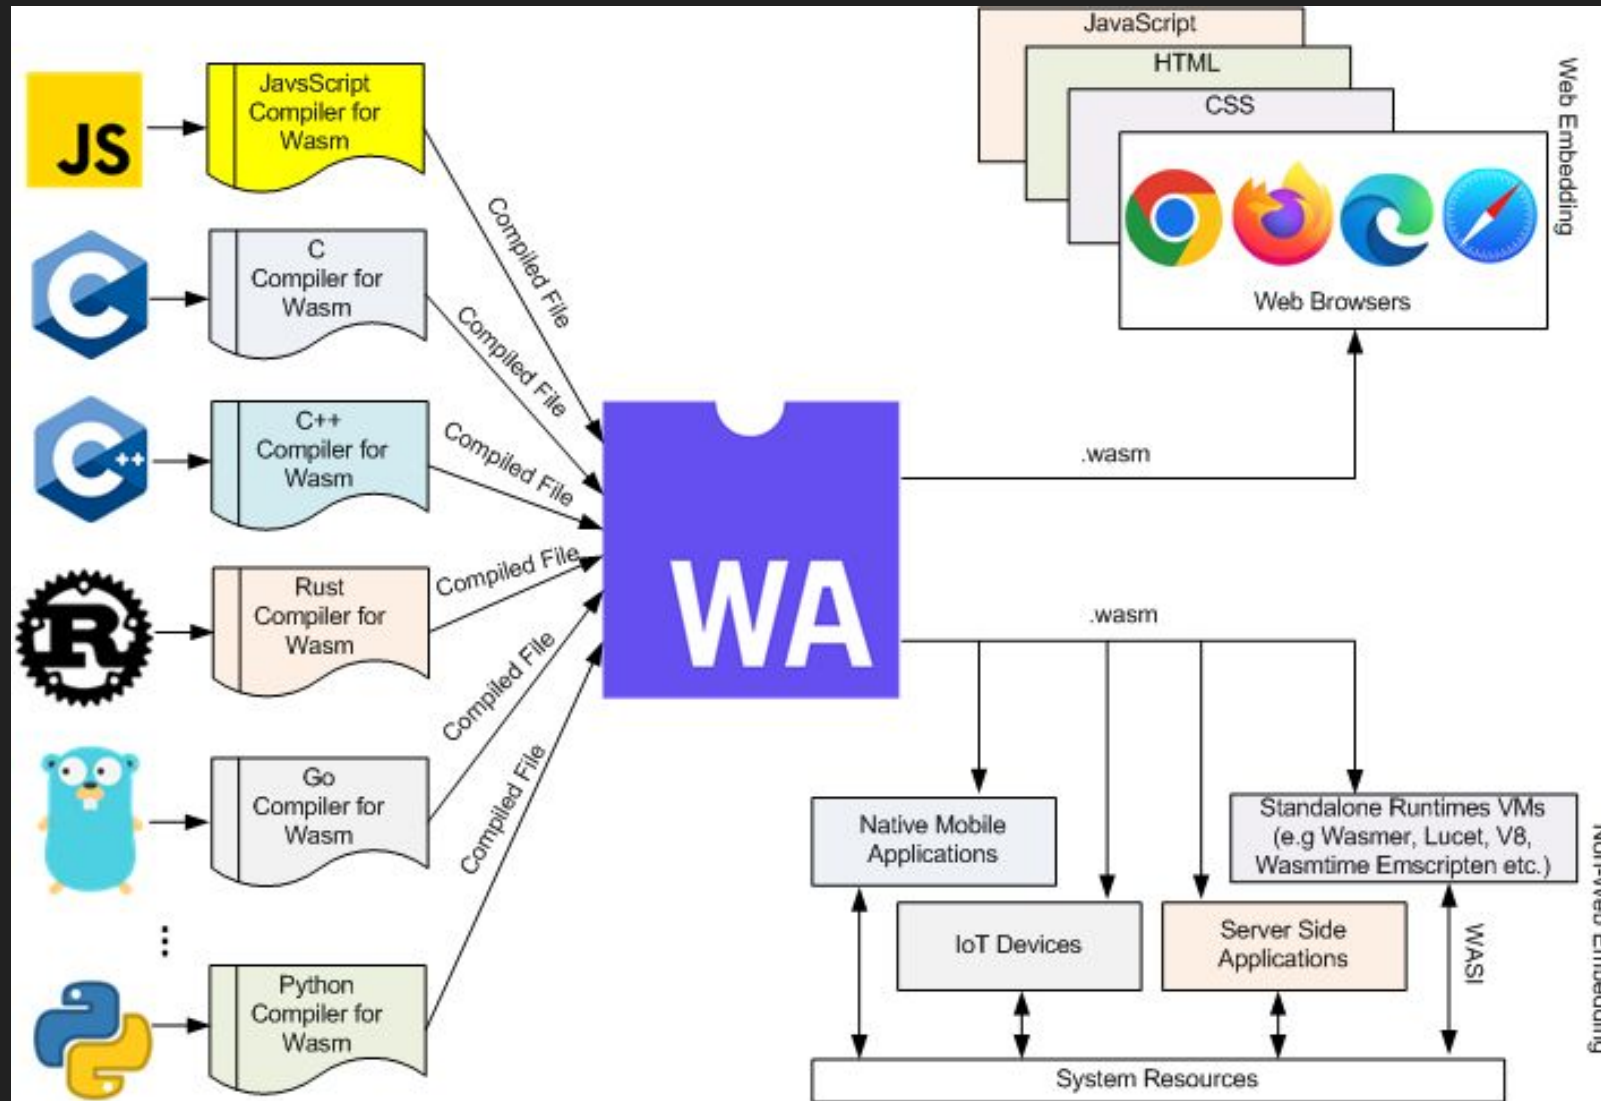 JS
JavsScript
Compiler for
Wasm
C
C
Compiler for
Wasm
C++
C++
Compiler for
Wasm
R
Rust
Compiler for
Wasm
Go
Compiler for
Wasm
⋮
Python
Compiler for
Wasm
Compiled File
Compiled File
Compiled File
Compiled File
Compiled File
Compiled File
WA
.wasm
.wasm
JavaScript
HTML
CSS
Web Browsers
Web Embedding
Native Mobile
Applications
IoT Devices
Server Side
Applications
Standalone Runtimes VMs
(e.g Wasmer, Lucet, V8,
Wasmtime Emscripten etc.)
WASI
System Resources
Non-Web Embedding